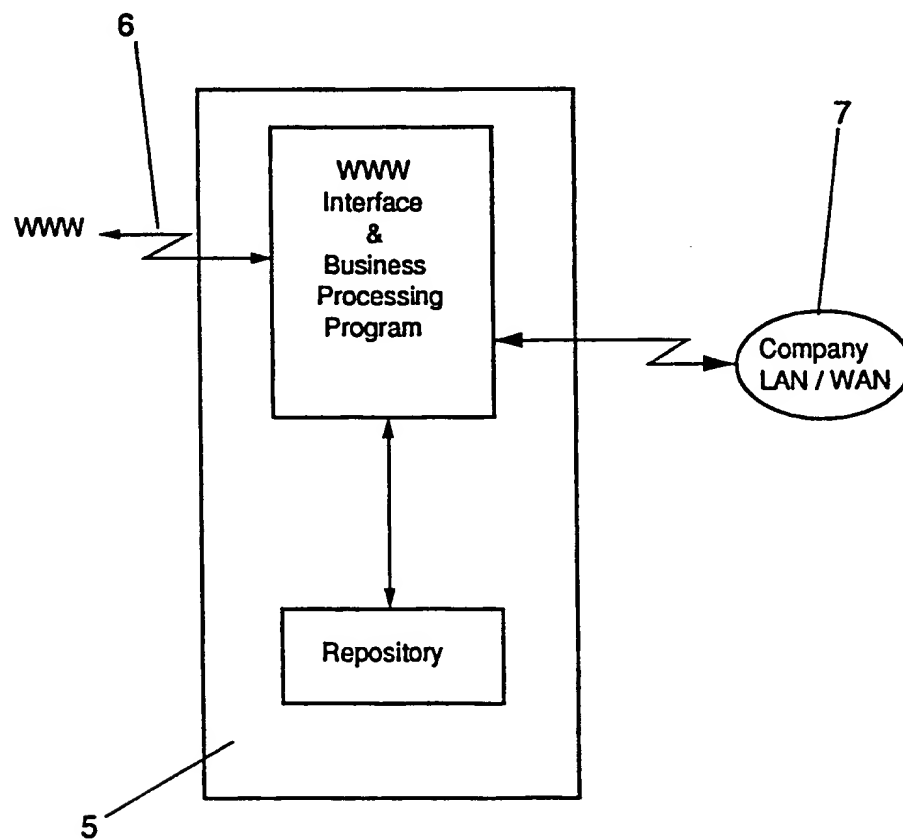 6
7
WWW
WWW
Interface
&
Business
Processing
Program
Company
LAN / WAN
Repository
5